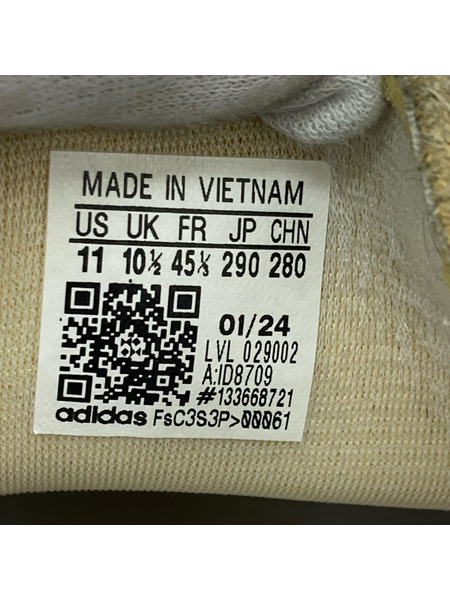 MADE IN VIETNAM
US UK FR JP CHN
11 10½ 45⅓ 290 280
01/24
LVL 029002
A:ID8709
#133668721
adidas FsC3S3P>00061